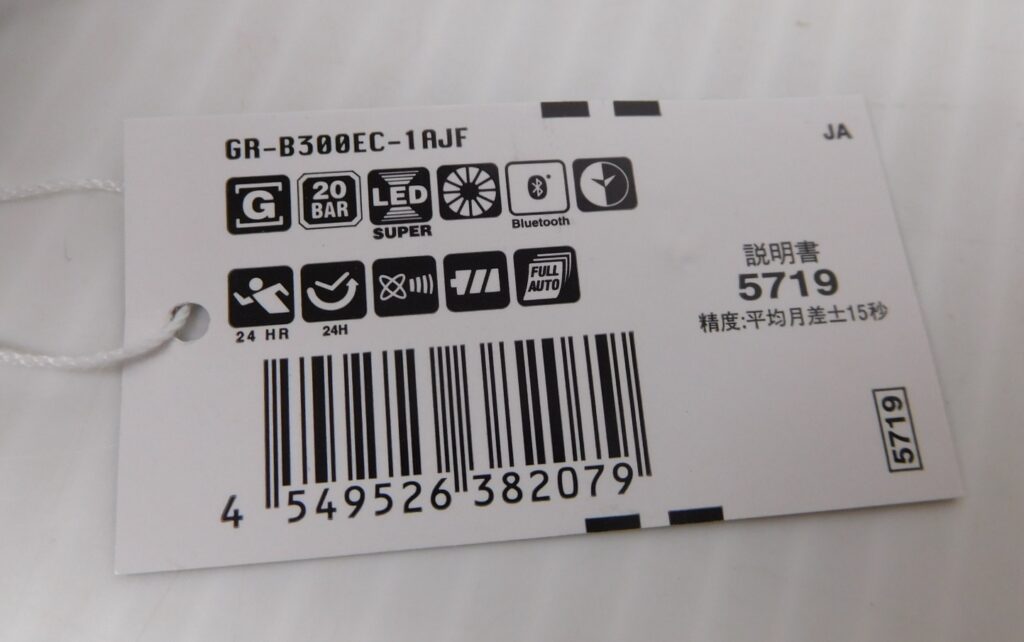 GR-B300EC-1AJF
JA
G
20
BAR
LED
SUPER
Bluetooth
24 HR
24H
FULL
AUTO
説明書
5719
精度:平均月差±15秒
5719
4 549526 382079